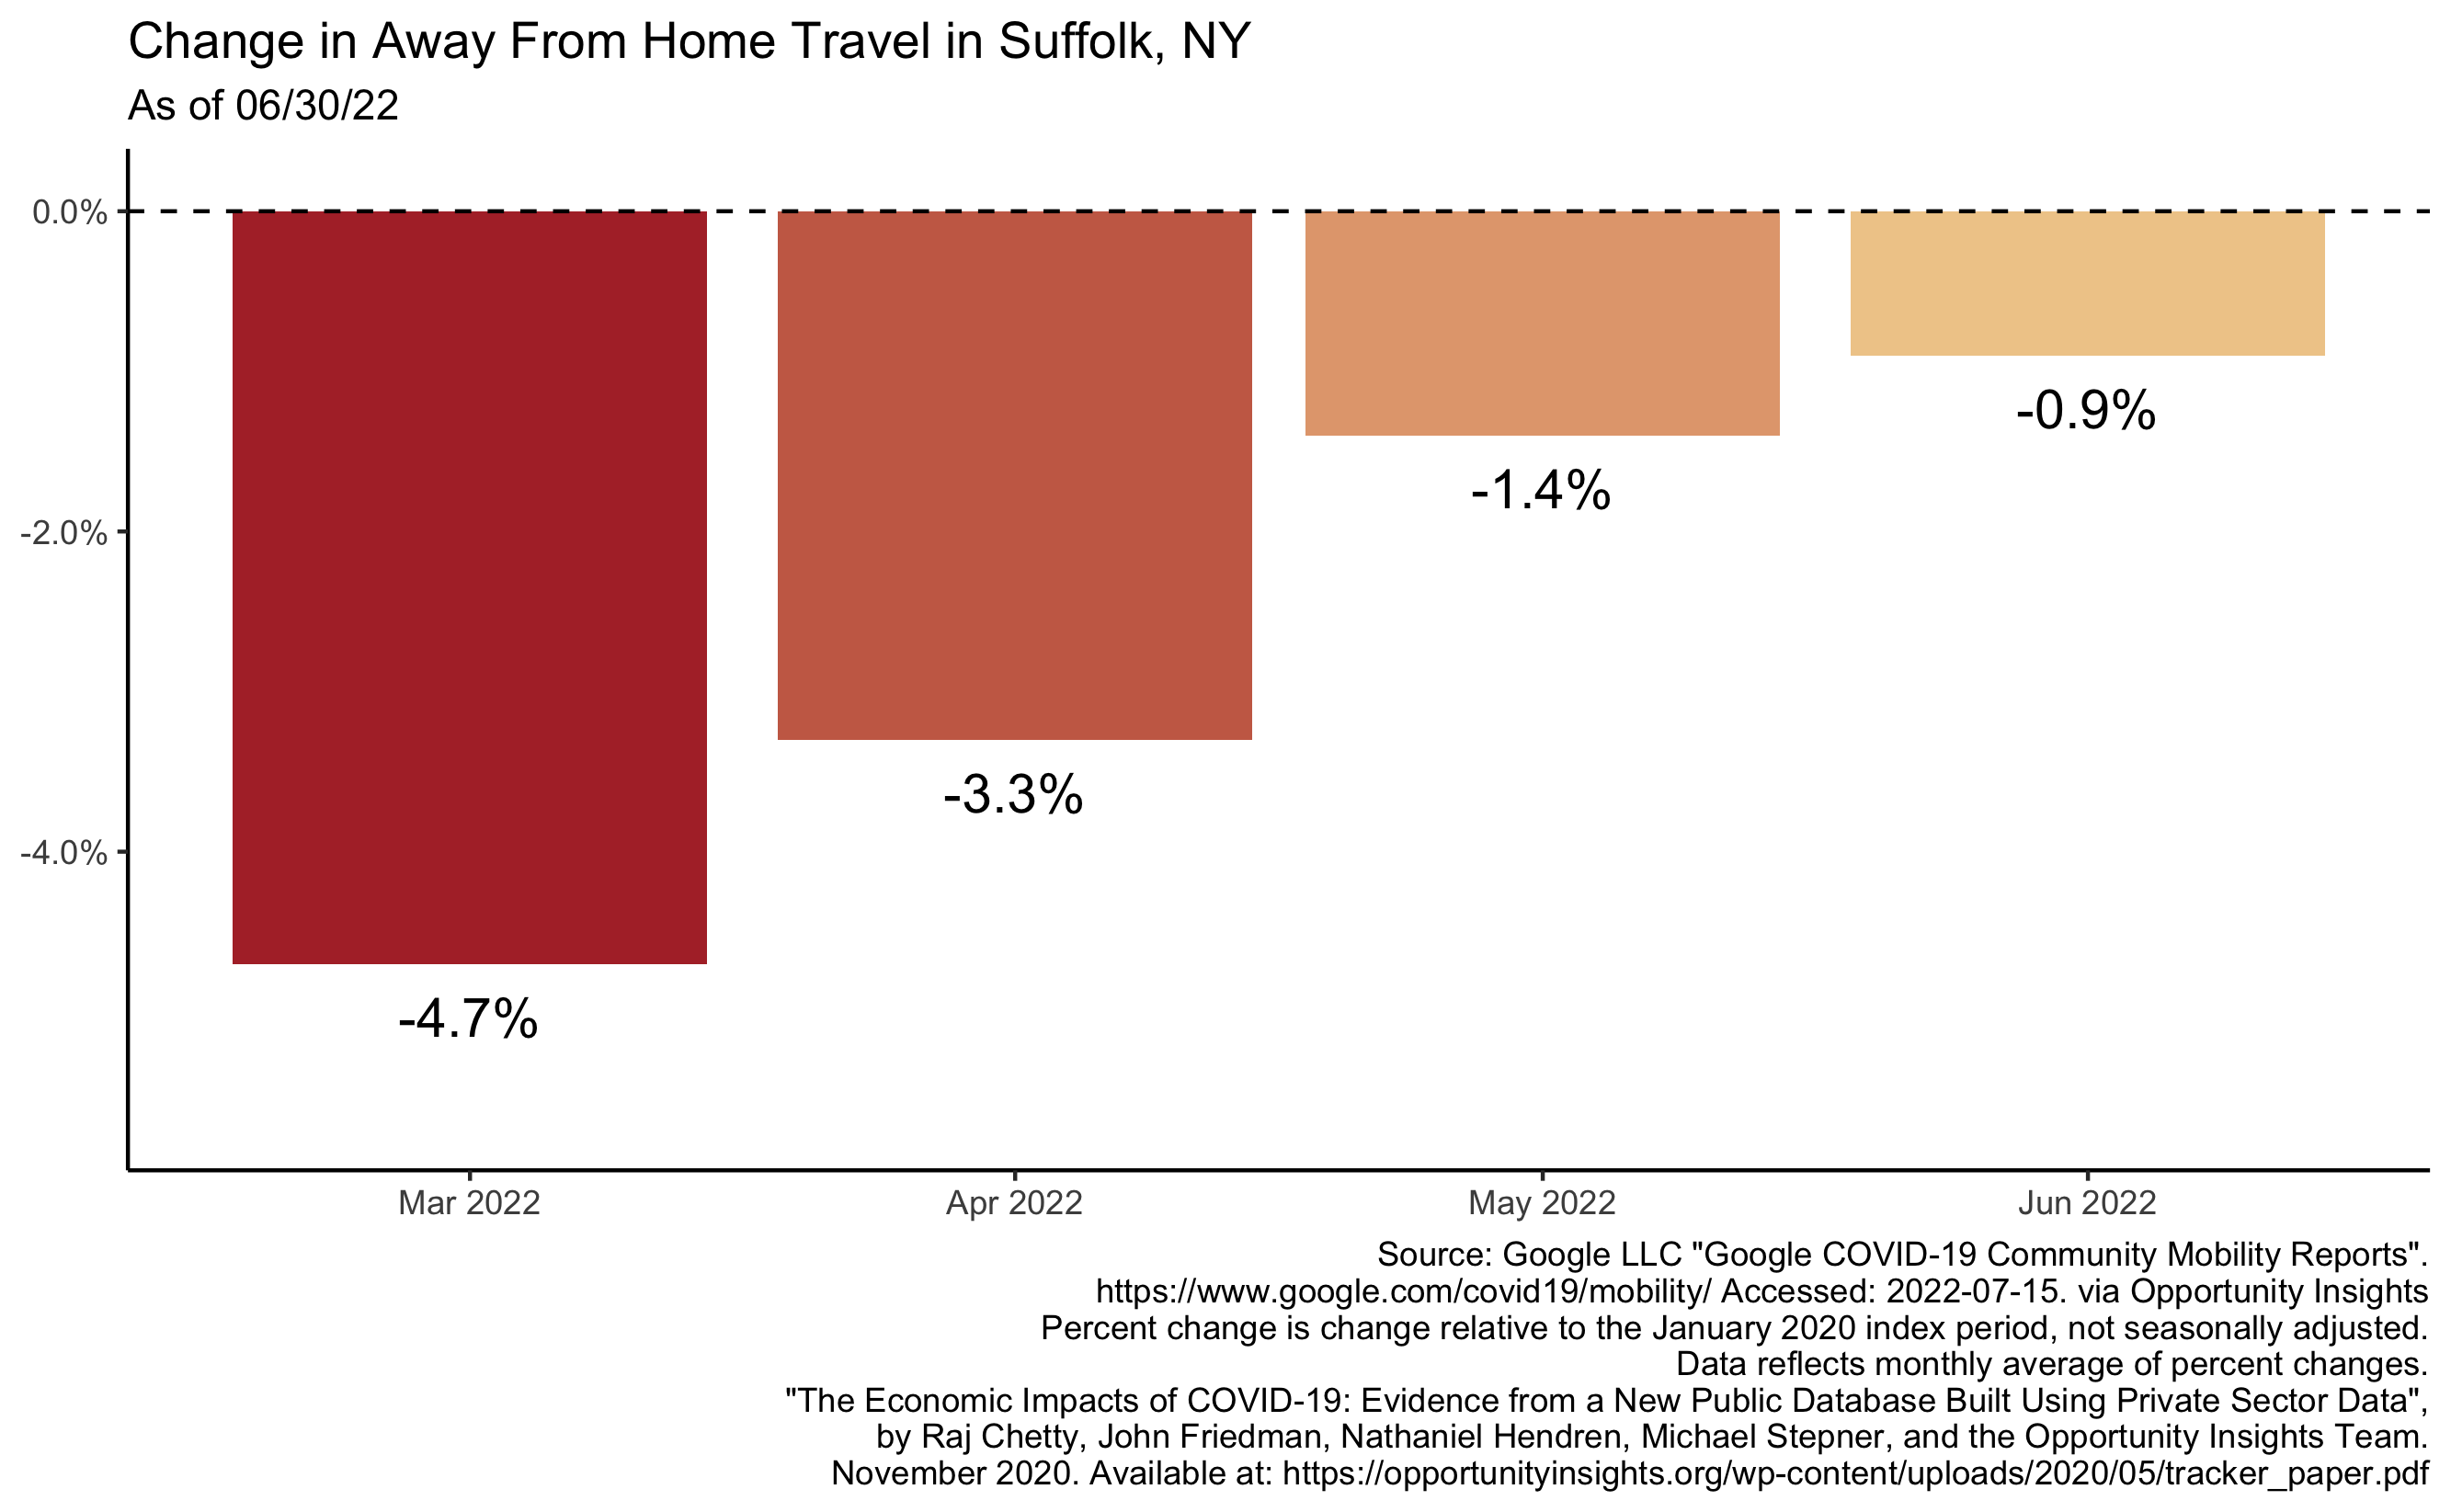 Change in Away From Home Travel in Suffolk, NY
As of 06/30/22
0.0%
-2.0%
-4.0%
-4.7%
-3.3%
-1.4%
-0.9%
Mar 2022
Apr 2022
May 2022
Jun 2022
Source: Google LLC "Google COVID-19 Community Mobility Reports".
https://www.google.com/covid19/mobility/ Accessed: 2022-07-15. via Opportunity Insights
Percent change is change relative to the January 2020 index period, not seasonally adjusted.
Data reflects monthly average of percent changes.
"The Economic Impacts of COVID-19: Evidence from a New Public Database Built Using Private Sector Data",
by Raj Chetty, John Friedman, Nathaniel Hendren, Michael Stepner, and the Opportunity Insights Team.
November 2020. Available at: https://opportunityinsights.org/wp-content/uploads/2020/05/tracker_paper.pdf